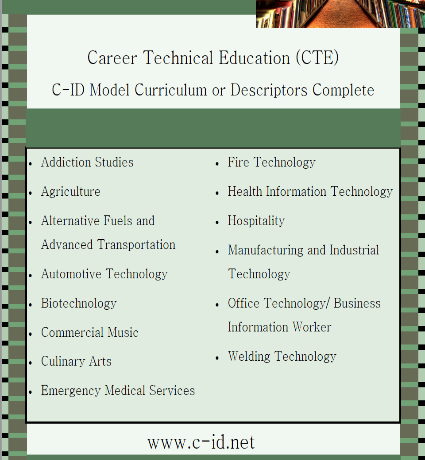 Career Technical Education (CTE)
C-ID Model Curriculum or Descriptors Complete
• Addiction Studies
• Agriculture
• Alternative Fuels and
Advanced Transportation
• Automotive Technology
• Biotechnology
• Commercial Music
• Culinary Arts
• Emergency Medical Services
• Fire Technology
• Health Information Technology
• Hospitality
• Manufacturing and Industrial
Technology
• Office Technology/ Business
Information Worker
• Welding Technology
www.c-id.net